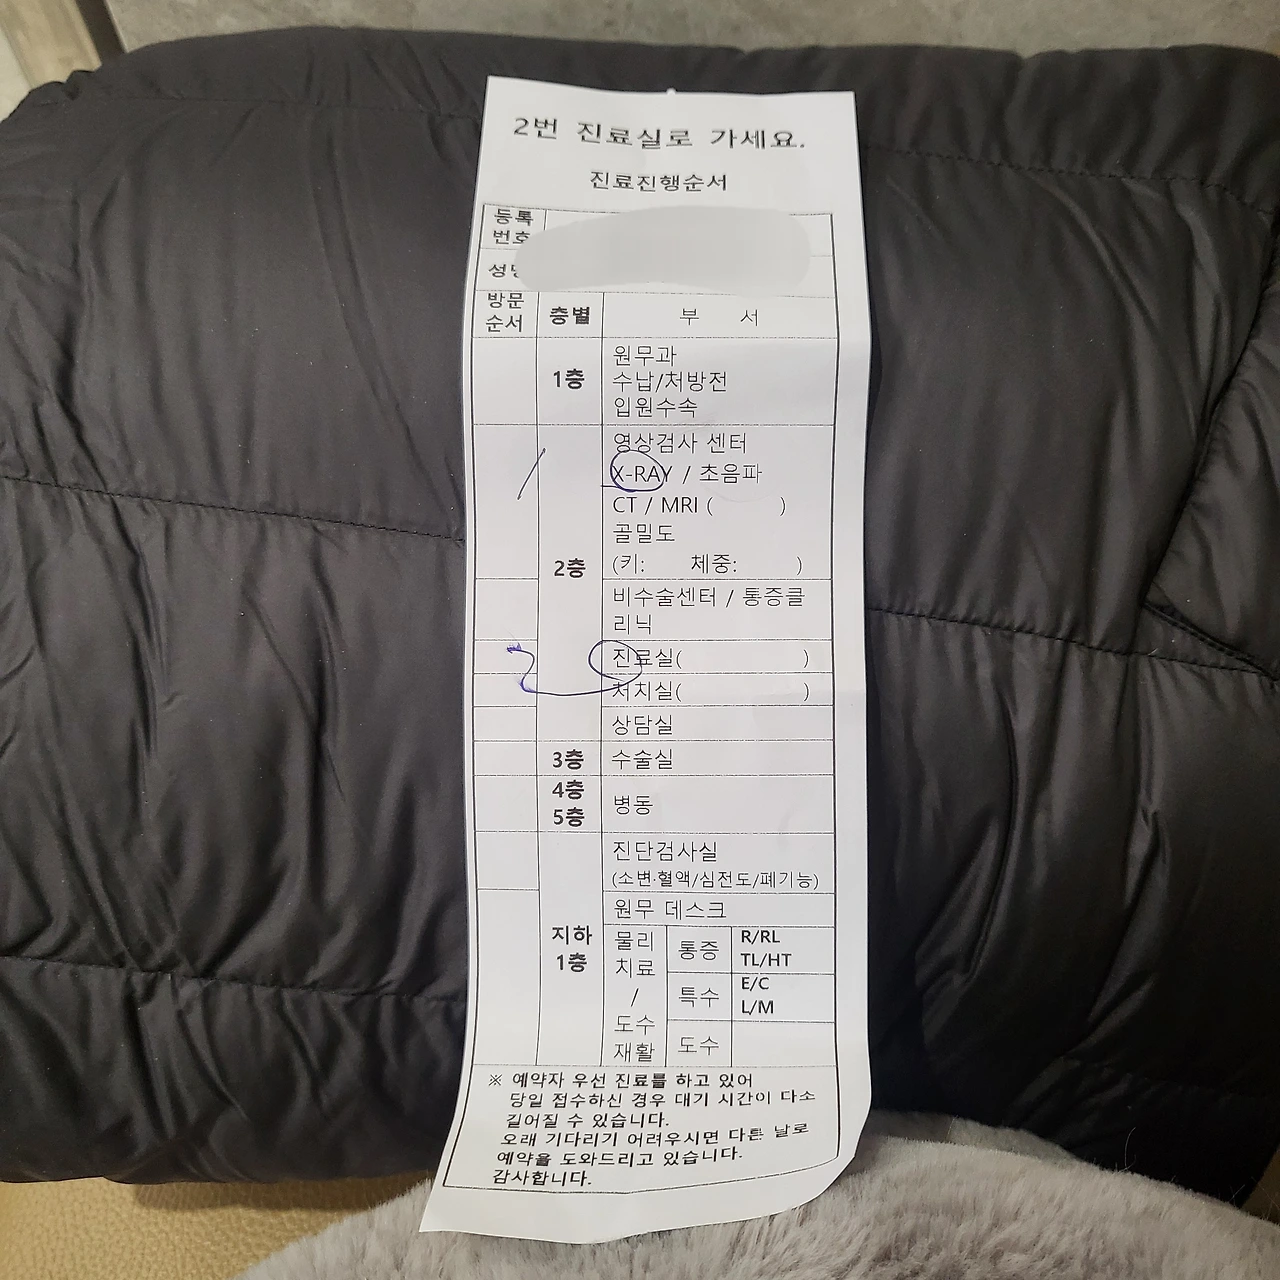 2번 진료실로 가세요.
진료진행순서
등록
번호
성명
방문
순서
층별
부 서
1층
원무과
수납/처방전
입원수속
2층
영상검사 센터
X-RAY / 초음파
CT / MRI ( )
골밀도
(키: 체중: )
비수술센터 / 통증클
리닉
진료실( )
처치실( )
상담실
3층
수술실
4층
5층
병동
지하
1층
진단검사실
(소변·혈액/심전도/폐기능)
원무 데스크
물리
치료
/
도수
재활
통증
R/RL
TL/HT
특수
E/C
L/M
도수
※ 예약자 우선 진료를 하고 있어
당일 접수하신 경우 대기 시간이 다소
길어질 수 있습니다.
오래 기다리기 어려우시면 다른 날로
예약을 도와드리고 있습니다.
감사합니다.